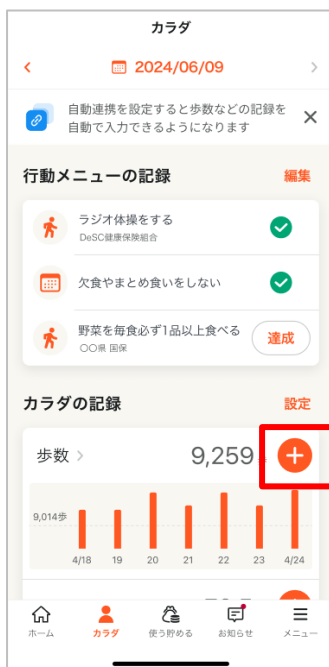 カラダ
2024/06/09
自動連携を設定すると歩数などの記録を
自動で入力できるようになります
行動メニューの記録
編集
ラジオ体操をする
DeSC健康保険組合
欠食やまとめ食いをしない
野菜を毎食必ず1品以上食べる
〇〇県 国保
達成
カラダの記録
設定
歩数
9,259
9,014歩
4/18 19 20 21 22 23 4/24
ホーム カラダ 使う貯める お知らせ メニュー